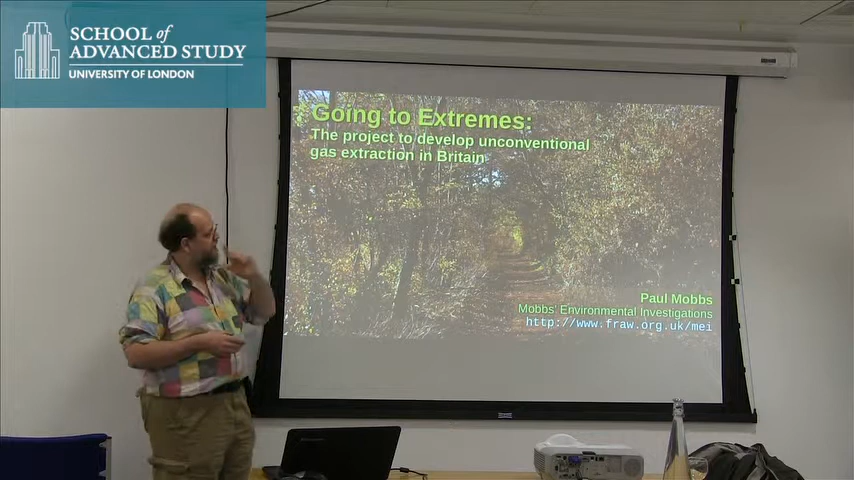 SCHOOL of
ADVANCED STUDY
UNIVERSITY OF LONDON
Going to Extremes:
The project to develop unconventional
gas extraction in Britain
Paul Mobbs
Mobbs' Environmental Investigations
http://www.fraw.org.uk/mei